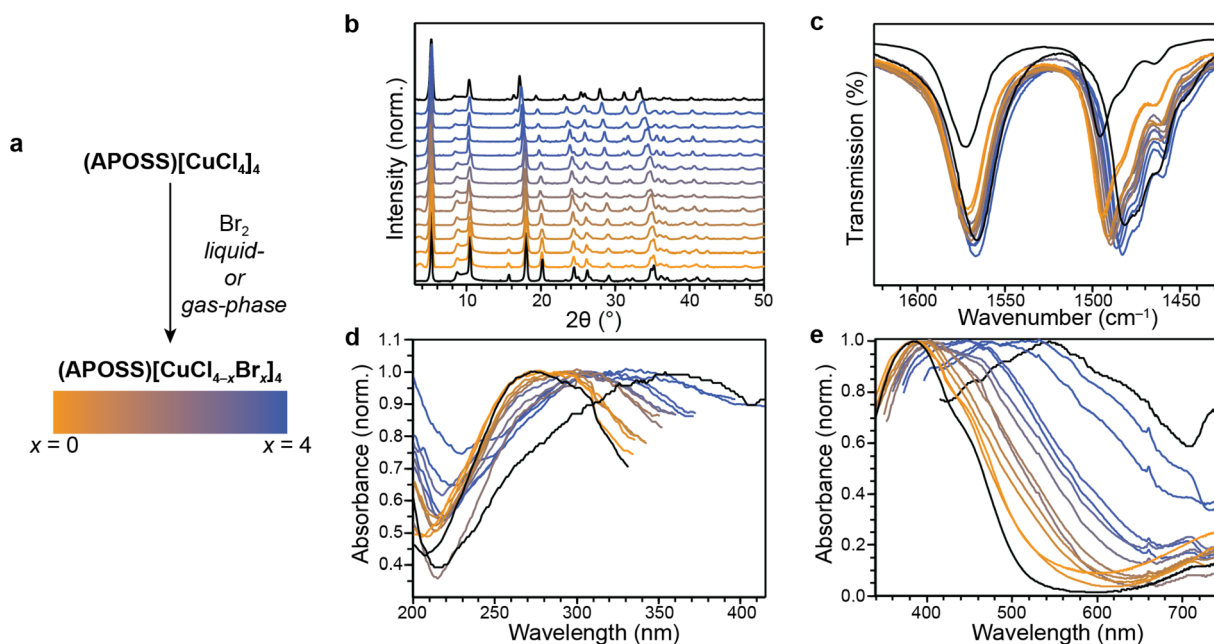 a
(APOSS)[CuCl₄]₄
Br₂
liquid-
or
gas-phase
(APOSS)[CuCl₄₋ₓBrₓ]₄
x = 0
x = 4
b
Intensity (norm.)
10
20
30
40
50
2θ (°)
c
Transmission (%)
1600
1550
1500
1450
Wavenumber (cm⁻¹)
d
Absorbance (norm.)
1.1
1.0
0.9
0.8
0.7
0.6
0.5
0.4
200
250
300
350
400
Wavelength (nm)
e
Absorbance (norm.)
1.0
0.8
0.6
0.4
0.2
0.0
400
500
600
700
Wavelength (nm)